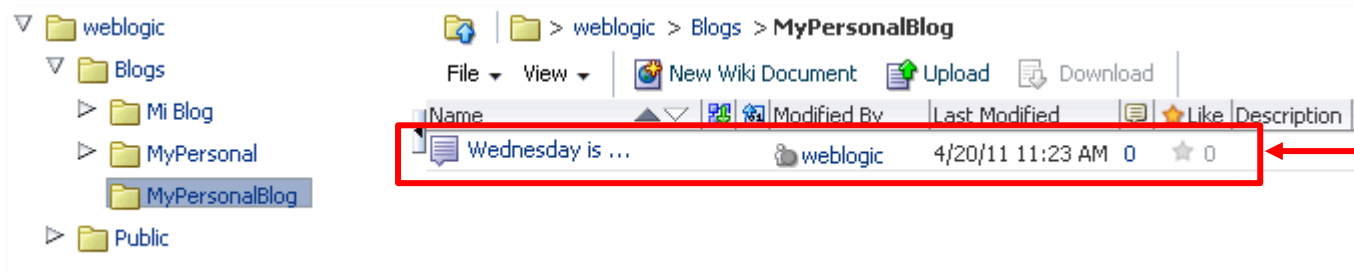 weblogic
Blogs
Mi Blog
MyPersonal
MyPersonalBlog
Public
> weblogic > Blogs > MyPersonalBlog
File View New Wiki Document Upload Download
Name Modified By Last Modified Like Description
Wednesday is ... weblogic 4/20/11 11:23 AM 0 0